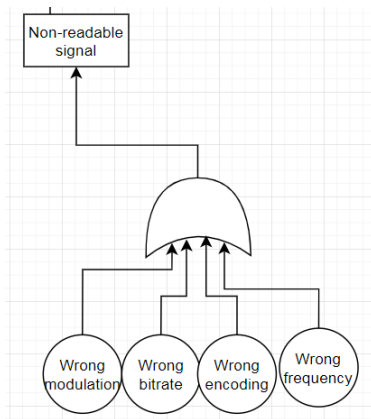 Non-readable
signal
Wrong
modulation
Wrong
bitrate
Wrong
encoding
Wrong
frequency